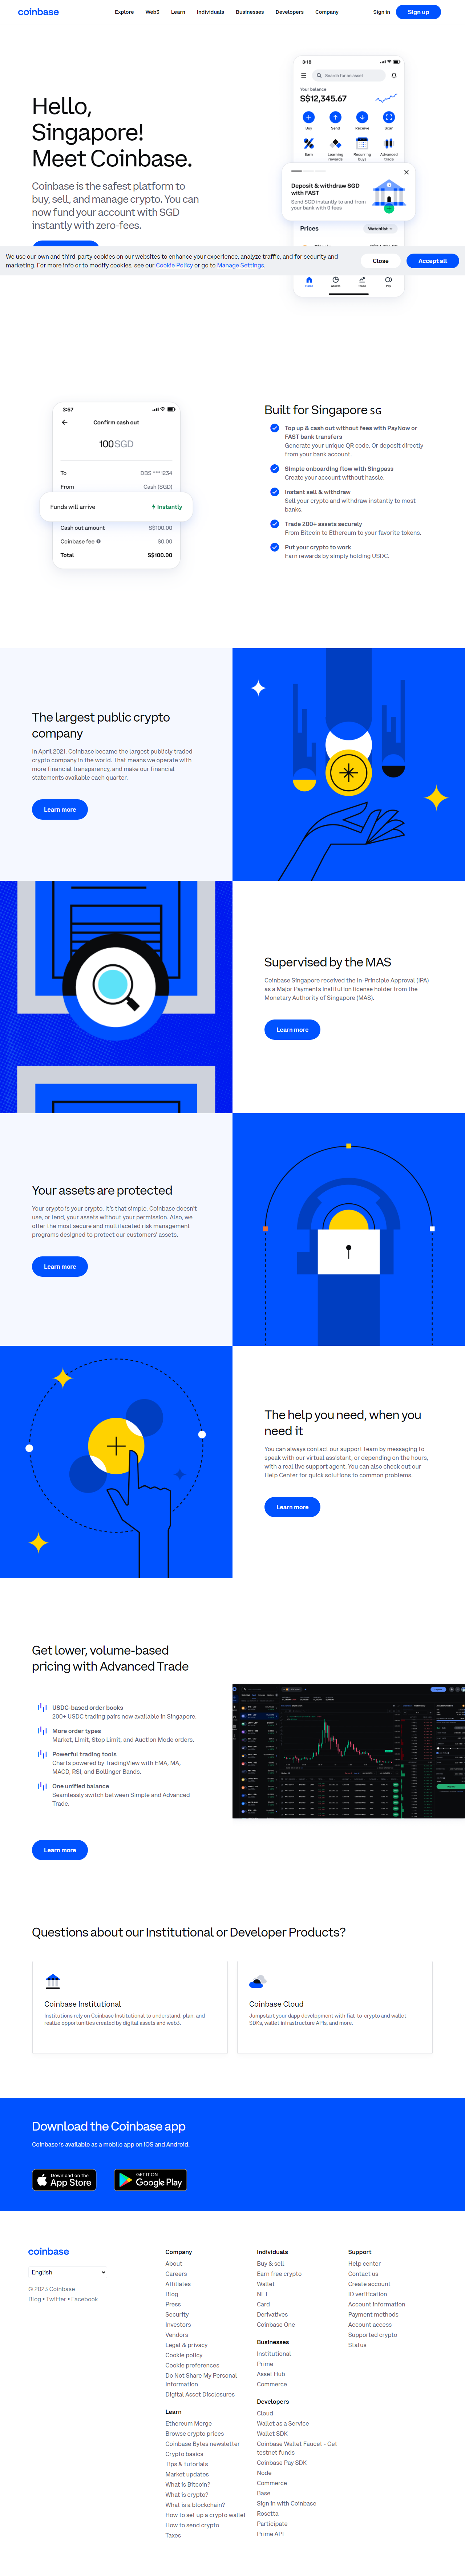 coinbase
Explore
Web3
Learn
Individuals
Businesses
Developers
Company
Sign in
Sign up
Hello,
Singapore!
Meet Coinbase.
Coinbase is the safest platform to
buy, sell, and manage crypto. You can
now fund your account with SGD
instantly with zero-fees.
3:18
Search for an asset
Your balance
S$12,345.67
Buy
Send
Receive
Scan
Earn
Learning
rewards
Recurring
buys
Advanced
trade
Deposit & withdraw SGD
with FAST
Send SGD instantly to and from
your bank with 0 fees
Prices
Watchlist
Home
Assets
Trade
Pay
We use our own and third-party cookies on our websites to enhance your experience, analyze traffic, and for security and
marketing. For more info or to modify cookies, see our Cookie Policy or go to Manage Settings.
Close
Accept all
3:57
Confirm cash out
100 SGD
To
DBS ***1234
From
Cash (SGD)
Funds will arrive
Instantly
Cash out amount
S$100.00
Coinbase fee
$0.00
Total
S$100.00
Built for Singapore SG
Top up & cash out without fees with PayNow or
FAST bank transfers
Generate your unique QR code. Or deposit directly
from your bank account.
Simple onboarding flow with Singpass
Create your account without hassle.
Instant sell & withdraw
Sell your crypto and withdraw instantly to most
banks.
Trade 200+ assets securely
From Bitcoin to Ethereum to your favorite tokens.
Put your crypto to work
Earn rewards by simply holding USDC.
The largest public crypto
company
In April 2021, Coinbase became the largest publicly traded
crypto company in the world. That means we operate with
more financial transparency, and make our financial
statements available each quarter.
Learn more
Supervised by the MAS
Coinbase Singapore received the In-Principle Approval (IPA)
as a Major Payments Institution license holder from the
Monetary Authority of Singapore (MAS).
Learn more
Your assets are protected
Your crypto is your crypto. It's that simple. Coinbase doesn't
use, or lend, your assets without your permission. Also, we
offer the most secure and multifaceted risk management
programs designed to protect our customers' assets.
Learn more
The help you need, when you
need it
You can always contact our support team by messaging to
speak with our virtual assistant, or depending on the hours,
with a real live support agent. You can also check out our
Help Center for quick solutions to common problems.
Learn more
Get lower, volume-based
pricing with Advanced Trade
USDC-based order books
200+ USDC trading pairs now available in Singapore.
More order types
Market, Limit, Stop Limit, and Auction Mode orders.
Powerful trading tools
Charts powered by TradingView with EMA, MA,
MACD, RSI, and Bollinger Bands.
One unified balance
Seamlessly switch between Simple and Advanced
Trade.
Learn more
Questions about our Institutional or Developer Products?
Coinbase Institutional
Institutions rely on Coinbase Institutional to understand, plan, and
realize opportunities created by digital assets and web3.
Coinbase Cloud
Jumpstart your dapp development with fiat-to-crypto and wallet
SDKs, wallet infrastructure APIs, and more.
Download the Coinbase app
Coinbase is available as a mobile app on iOS and Android.
Download on the
App Store
GET IT ON
Google Play
coinbase
English
© 2023 Coinbase
Blog • Twitter • Facebook
Company
About
Careers
Affiliates
Blog
Press
Security
Investors
Vendors
Legal & privacy
Cookie policy
Cookie preferences
Do Not Share My Personal
Information
Digital Asset Disclosures
Learn
Ethereum Merge
Browse crypto prices
Coinbase Bytes newsletter
Crypto basics
Tips & tutorials
Market updates
What is Bitcoin?
What is crypto?
What is a blockchain?
How to set up a crypto wallet
How to send crypto
Taxes
Individuals
Buy & sell
Earn free crypto
Wallet
NFT
Card
Derivatives
Coinbase One
Businesses
Institutional
Prime
Asset Hub
Commerce
Developers
Cloud
Wallet as a Service
Wallet SDK
Coinbase Wallet Faucet - Get
testnet funds
Coinbase Pay SDK
Node
Commerce
Base
Sign in with Coinbase
Rosetta
Participate
Prime API
Support
Help center
Contact us
Create account
ID verification
Account information
Payment methods
Account access
Supported crypto
Status